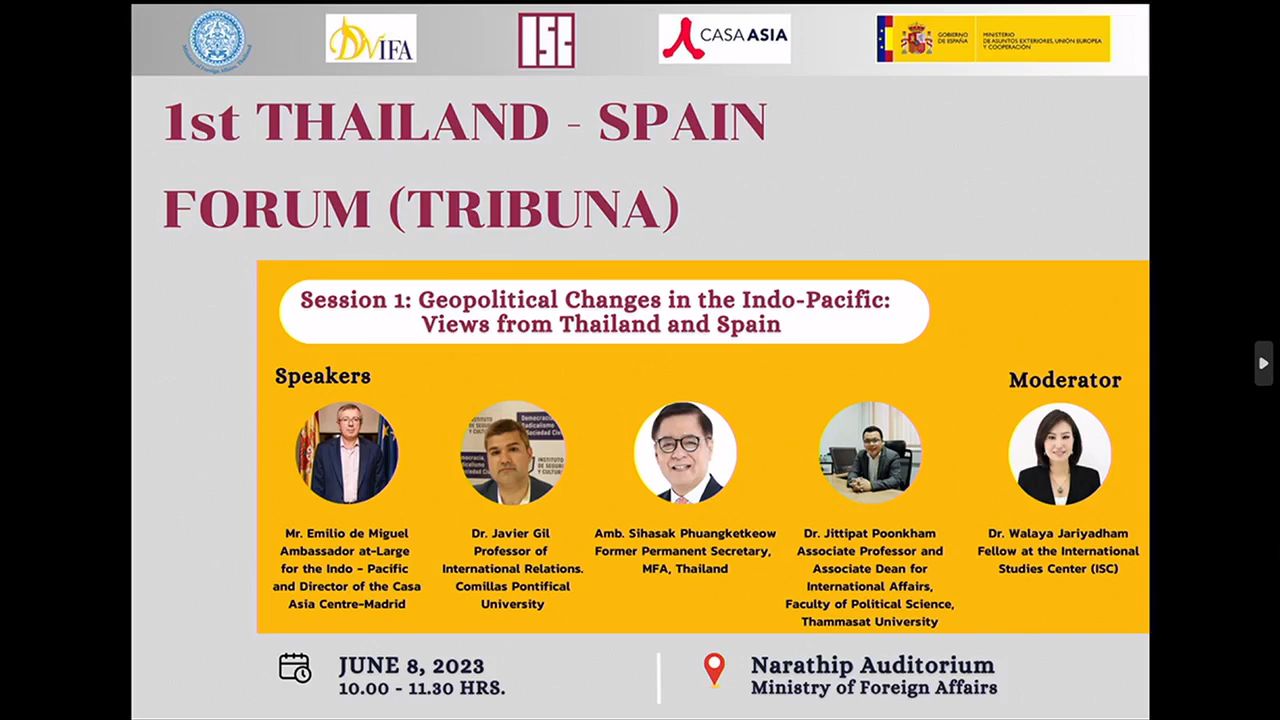 DVIFA
ISC
CASA ASIA
GOBIERNO
DE ESPAÑA
MINISTERIO
DE ASUNTOS EXTERIORES, UNIÓN EUROPEA
Y COOPERACIÓN
1st THAILAND - SPAIN
FORUM (TRIBUNA)
Session 1: Geopolitical Changes in the Indo-Pacific:
Views from Thailand and Spain
Speakers
Moderator
Mr. Emilio de Miguel
Ambassador at-Large
for the Indo - Pacific
and Director of the Casa
Asia Centre-Madrid
Dr. Javier Gil
Professor of
International Relations.
Comillas Pontifical
University
Amb. Sihasak Phuangketkeow
Former Permanent Secretary,
MFA, Thailand
Dr. Jittipat Poonkham
Associate Professor and
Associate Dean for
International Affairs,
Faculty of Political Science,
Thammasat University
Dr. Walaya Jariyadham
Fellow at the International
Studies Center (ISC)
JUNE 8, 2023
10.00 - 11.30 HRS.
Narathip Auditorium
Ministry of Foreign Affairs